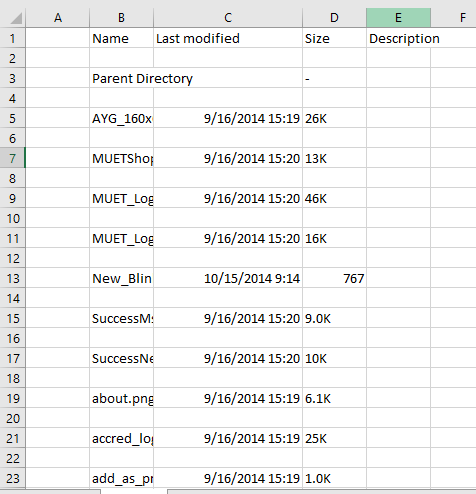 A B C D E F
1 Name Last modified Size Description
2
3 Parent Directory -
4
5 AYG_160x 9/16/2014 15:19 26K
6
7 MUETShop 9/16/2014 15:20 13K
8
9 MUET_Log 9/16/2014 15:20 46K
10
11 MUET_Log 9/16/2014 15:20 16K
12
13 New_Blin 10/15/2014 9:14 767
14
15 SuccessMs 9/16/2014 15:20 9.0K
16
17 SuccessNe 9/16/2014 15:20 10K
18
19 about.png 9/16/2014 15:19 6.1K
20
21 accred_log 9/16/2014 15:19 25K
22
23 add_as_pr 9/16/2014 15:19 1.0K